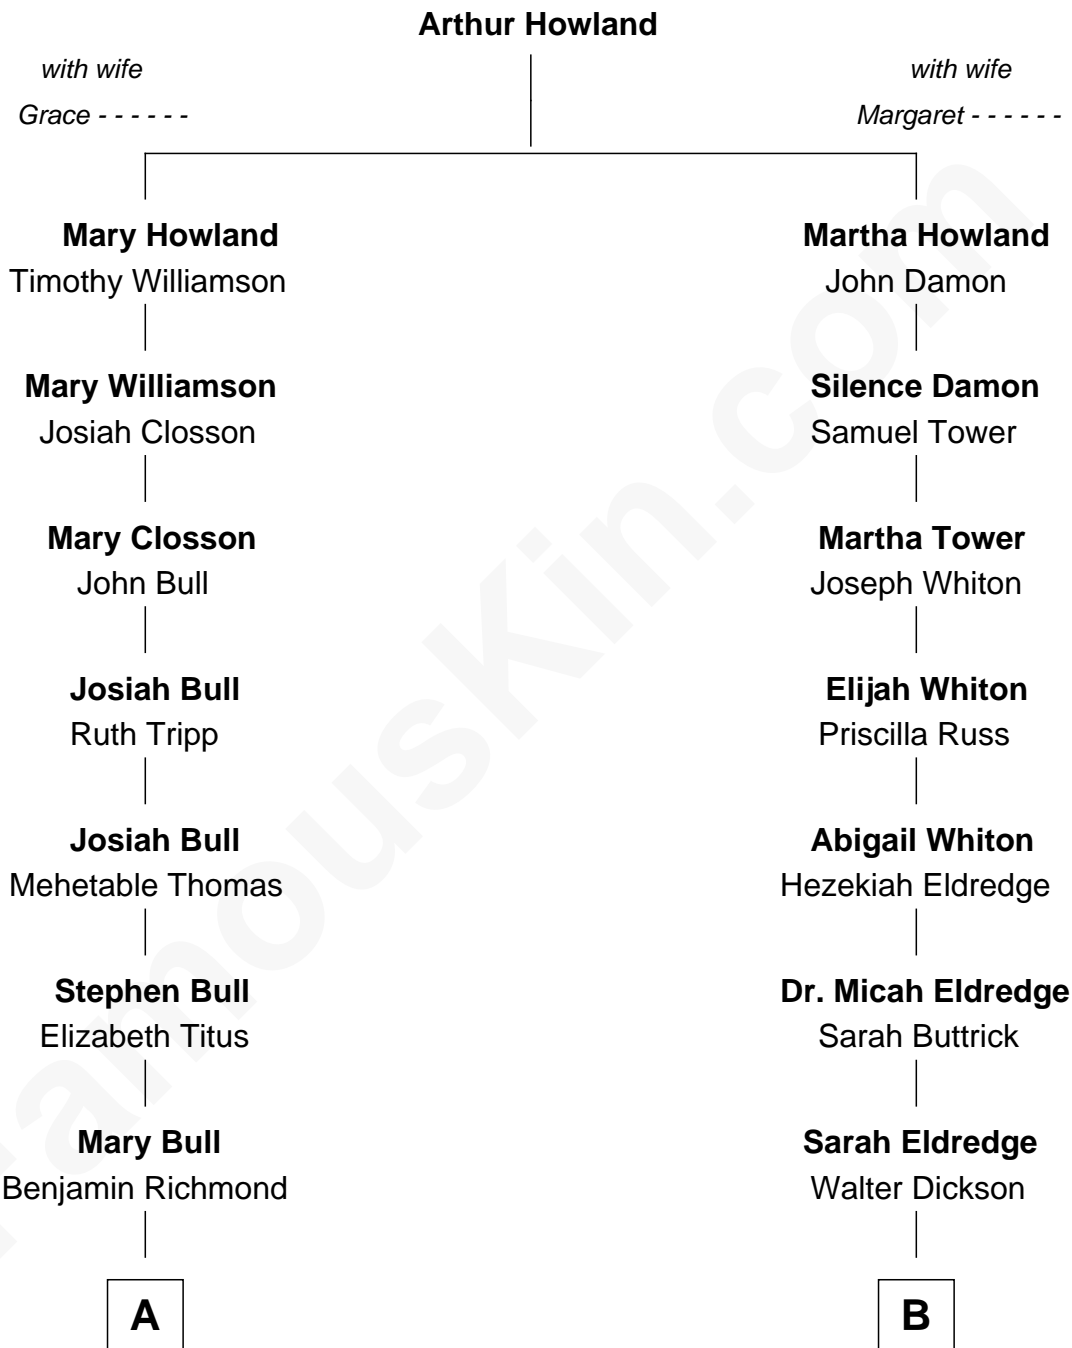 Arthur Howland
with wife
Grace - - - - - -
with wife
Margaret - - - - - -
Mary Howland
Timothy Williamson
Mary Williamson
Josiah Closson
Mary Closson
John Bull
Josiah Bull
Ruth Tripp
Josiah Bull
Mehetable Thomas
Stephen Bull
Elizabeth Titus
Mary Bull
Benjamin Richmond
A
Martha Howland
John Damon
Silence Damon
Samuel Tower
Martha Tower
Joseph Whiton
Elijah Whiton
Priscilla Russ
Abigail Whiton
Hezekiah Eldredge
Dr. Micah Eldredge
Sarah Buttrick
Sarah Eldredge
Walter Dickson
B
FamousKin.com